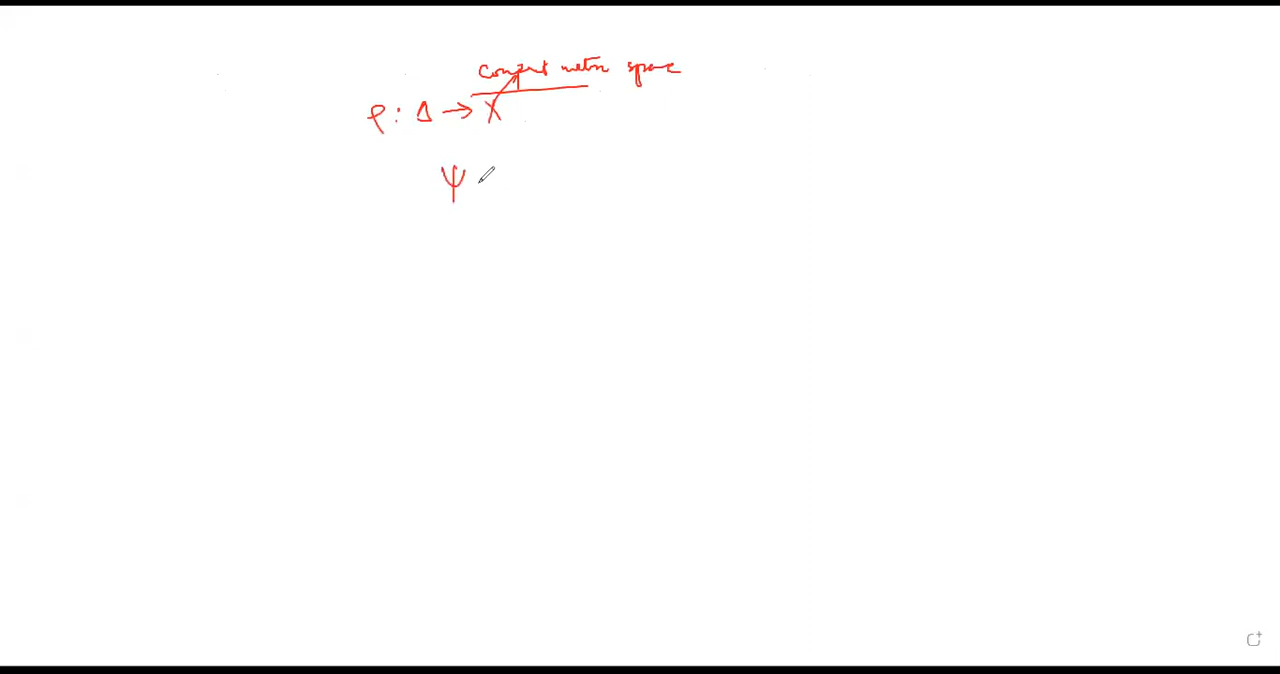 compact metric space
φ : Δ → X
ψ